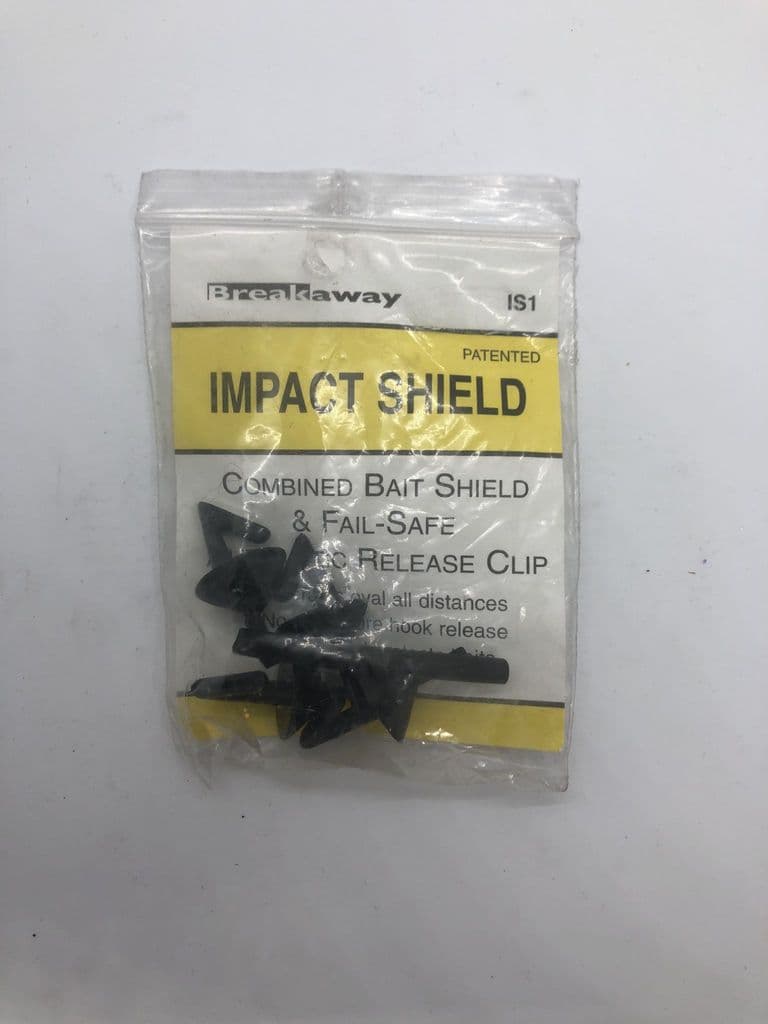 Breakaway
IS1
PATENTED
IMPACT SHIELD
COMBINED BAIT SHIELD
& FAIL-SAFE
RELEASE CLIP
all distances
hook release